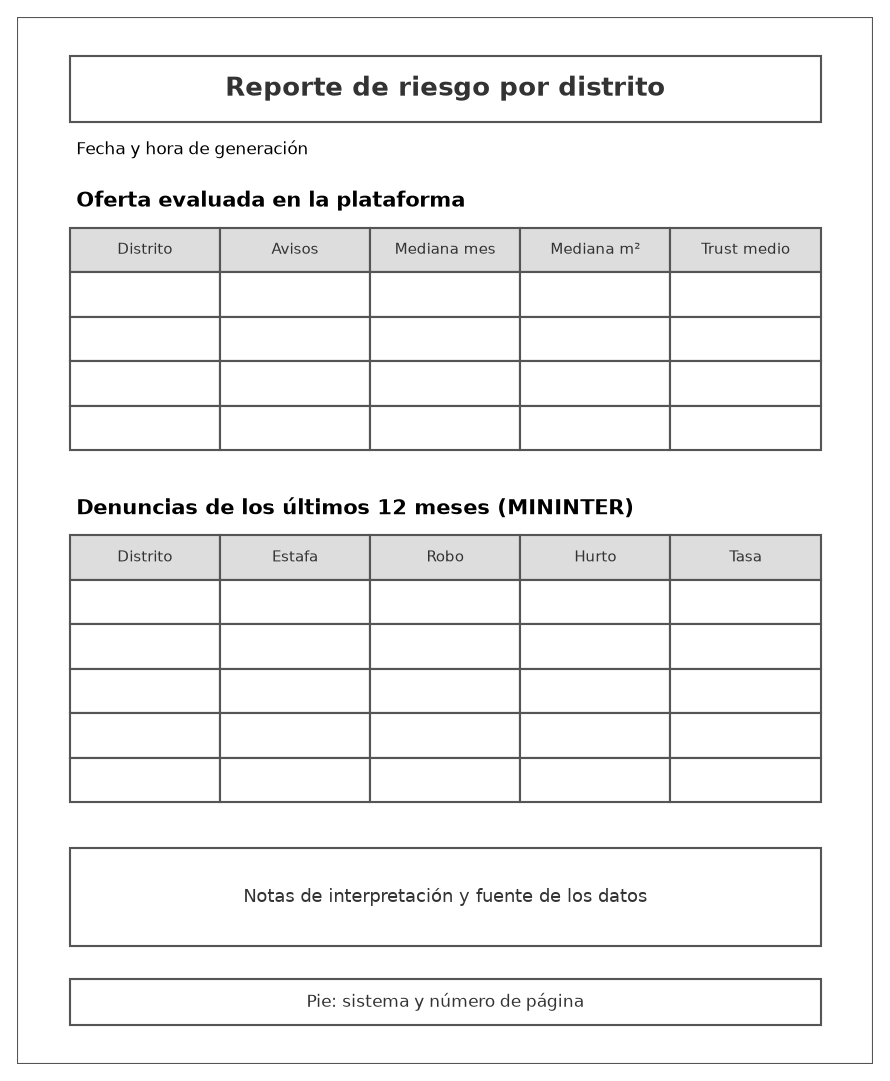 Reporte de riesgo por distrito
Fecha y hora de generación
Oferta evaluada en la plataforma
Distrito Avisos Mediana mes Mediana m² Trust medio
Denuncias de los últimos 12 meses (MININTER)
Distrito Estafa Robo Hurto Tasa
Notas de interpretación y fuente de los datos
Pie: sistema y número de página